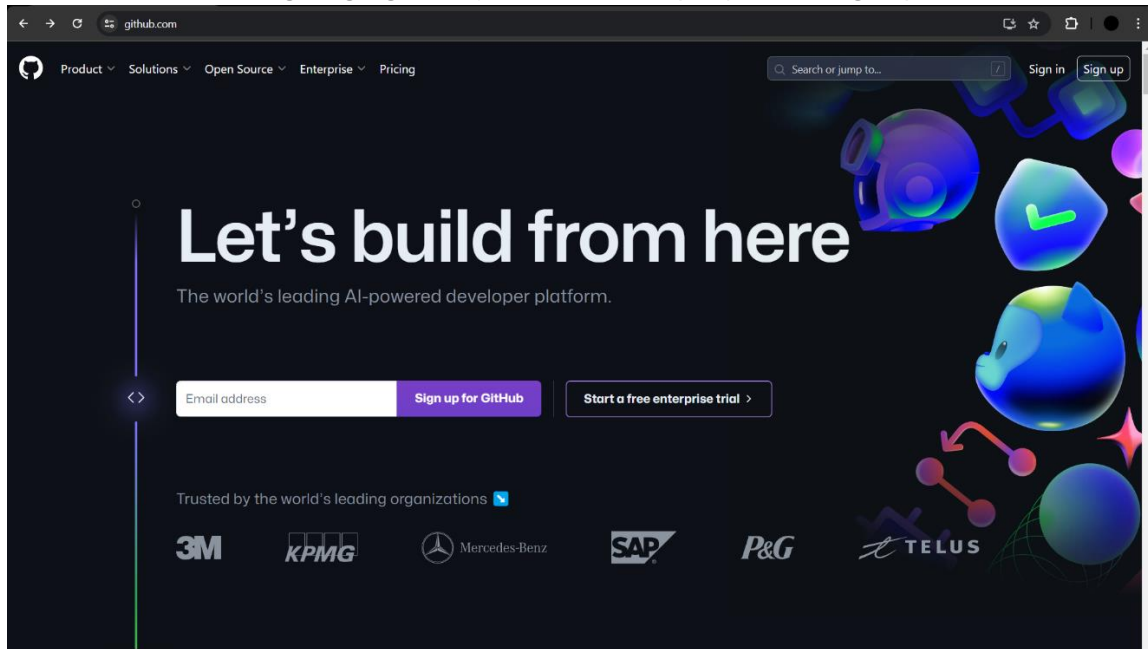 github.com
Product Solutions Open Source Enterprise Pricing Search or jump to... / Sign in Sign up
Let's build from here
The world's leading AI-powered developer platform.
<> Email address Sign up for GitHub Start a free enterprise trial >
Trusted by the world's leading organizations
3M KPMG Mercedes-Benz SAP P&G TELUS